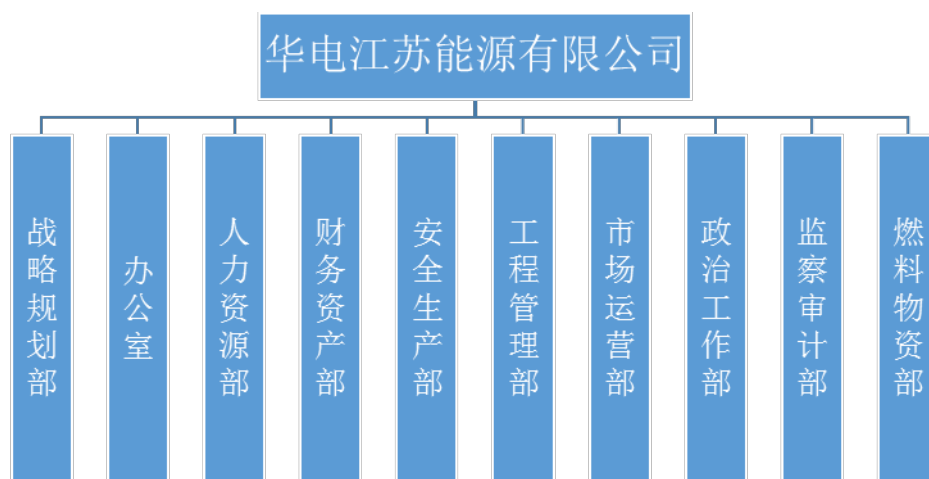 华电江苏能源有限公司
战略规划部
办公室
人力资源部
财务资产部
安全生产部
工程管理部
市场运营部
政治工作部
监察审计部
燃料物资部